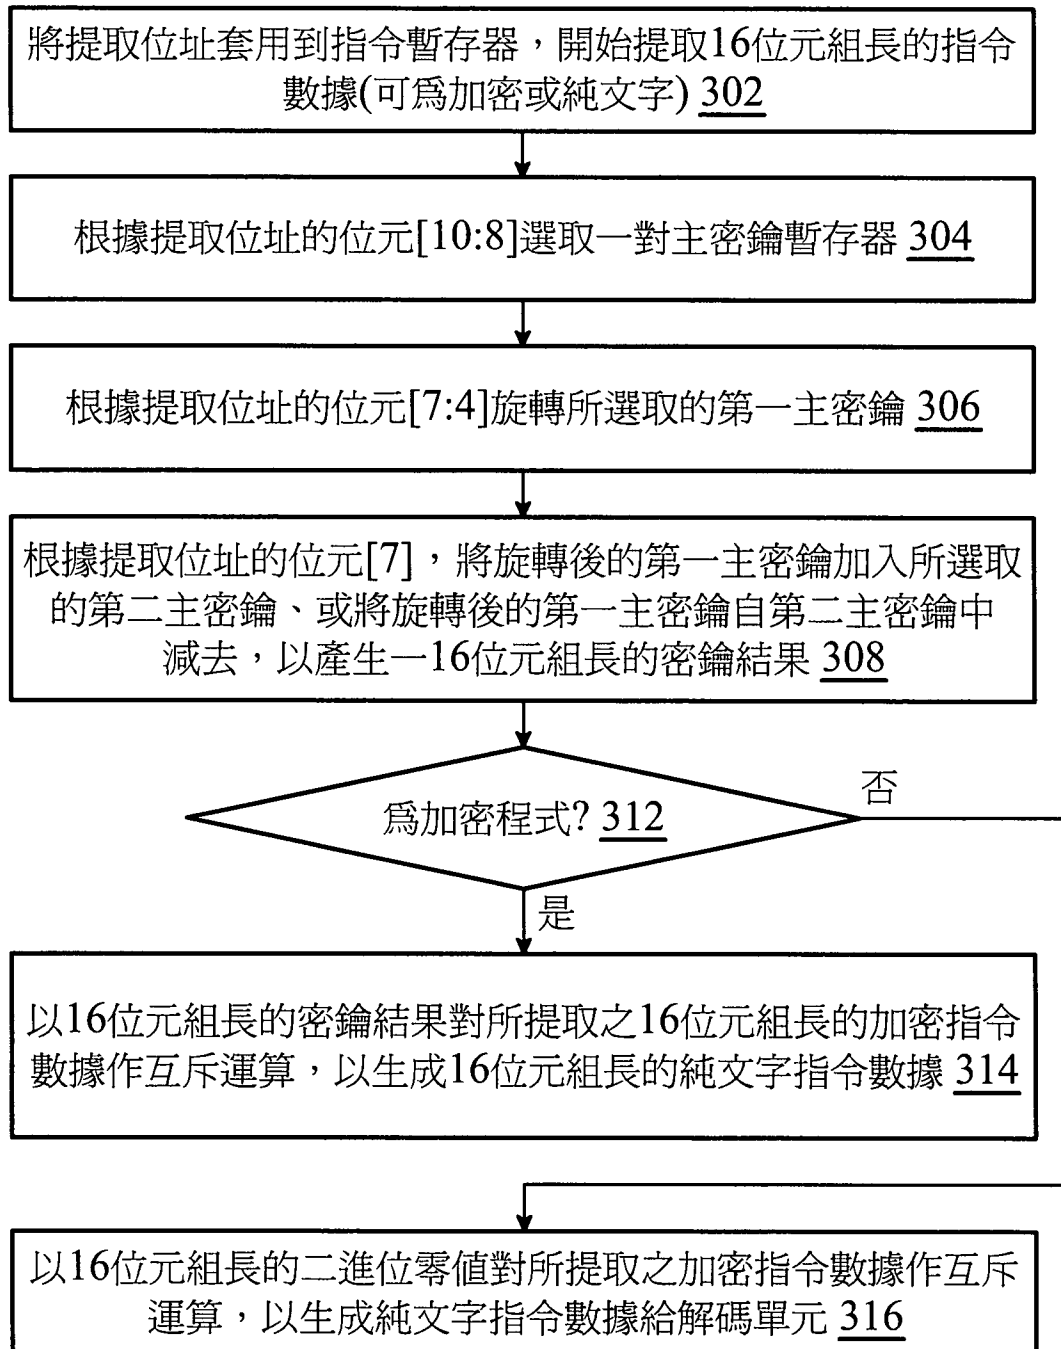 將提取位址套用到指令暫存器，開始提取16位元組長的指令
數據(可爲加密或純文字) 302
根據提取位址的位元[10:8]選取一對主密鑰暫存器 304
根據提取位址的位元[7:4]旋轉所選取的第一主密鑰 306
根據提取位址的位元[7]，將旋轉後的第一主密鑰加入所選取
的第二主密鑰、或將旋轉後的第一主密鑰自第二主密鑰中
減去，以產生一16位元組長的密鑰結果 308
爲加密程式? 312
否
是
以16位元組長的密鑰結果對所提取之16位元組長的加密指令
數據作互斥運算，以生成16位元組長的純文字指令數據 314
以16位元組長的二進位零值對所提取之加密指令數據作互斥
運算，以生成純文字指令數據給解碼單元 316